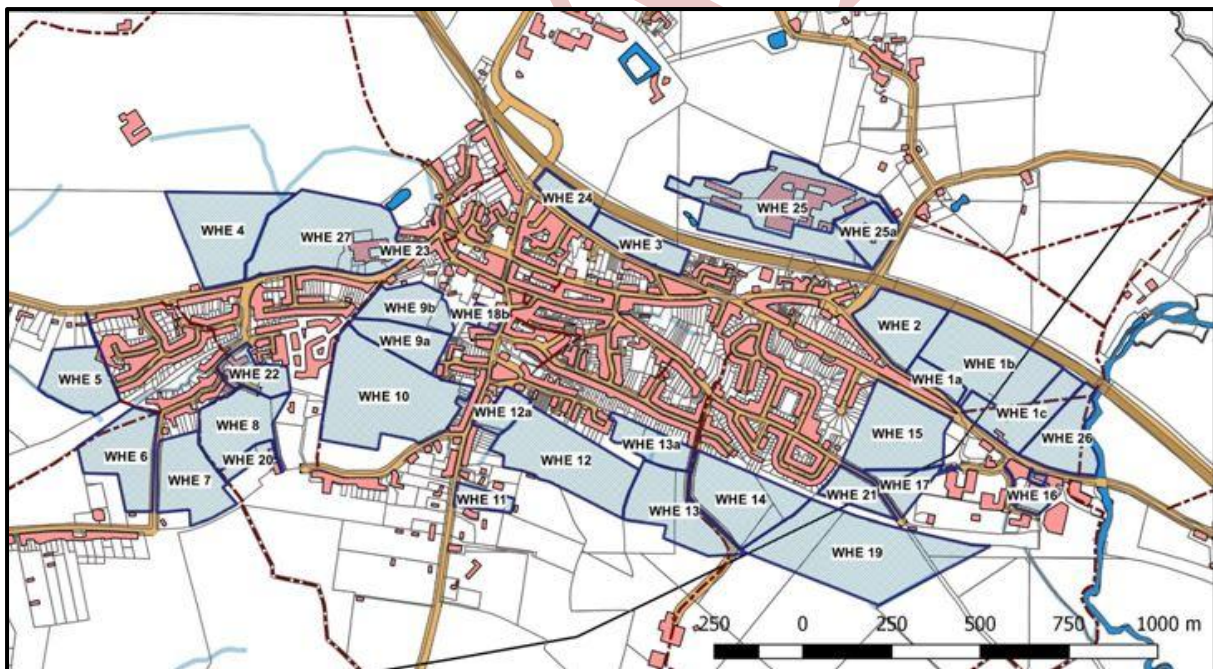 WHE 24
WHE 25
WHE 4
WHE 27
WHE 23
WHE 3
WHE 25a
WHE 9b
WHE 18b
WHE 2
WHE 9a
WHE 1b
WHE 5
WHE 22
WHE 1a
WHE 10
WHE 12a
WHE 1c
WHE 8
WHE 13a
WHE 15
WHE 26
WHE 6
WHE 20
WHE 12
WHE 7
WHE 14
WHE 17
WHE 21
WHE 16
WHE 11
WHE 13
WHE 19
250 0 250 500 750 1000 m